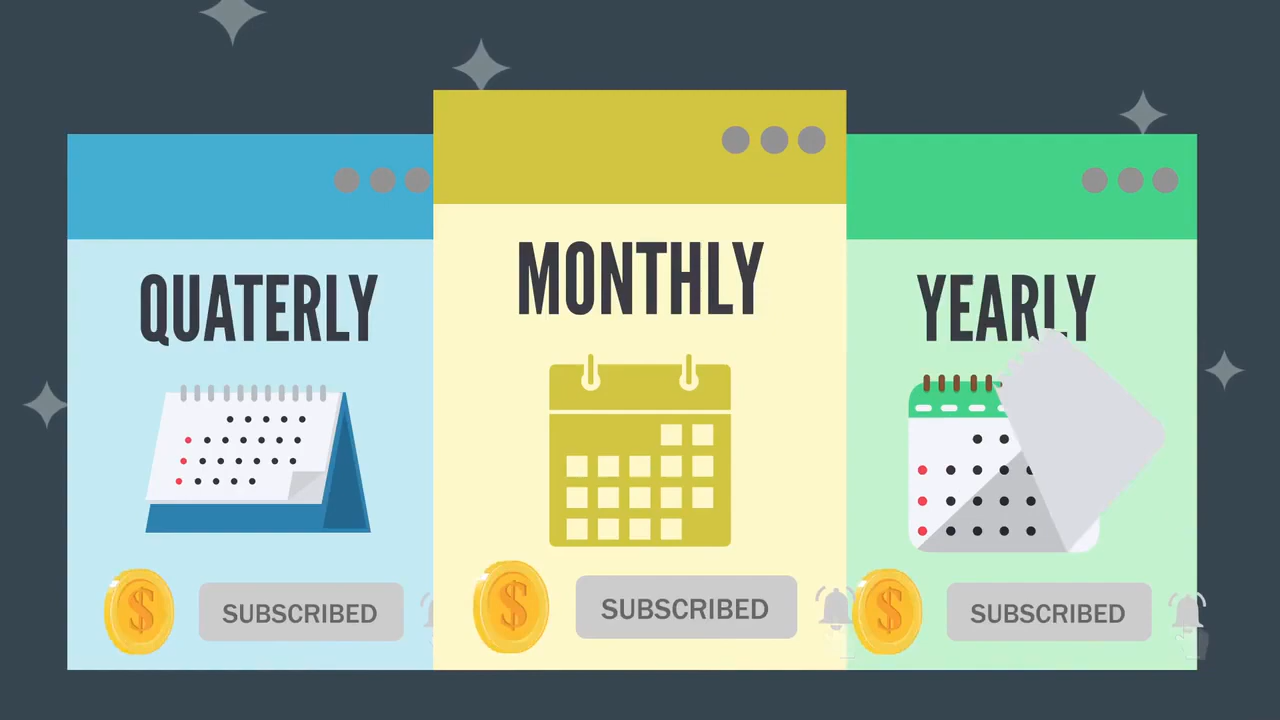 QUATERLY
MONTHLY
YEARLY
$
SUBSCRIBED
$
SUBSCRIBED
$
SUBSCRIBED